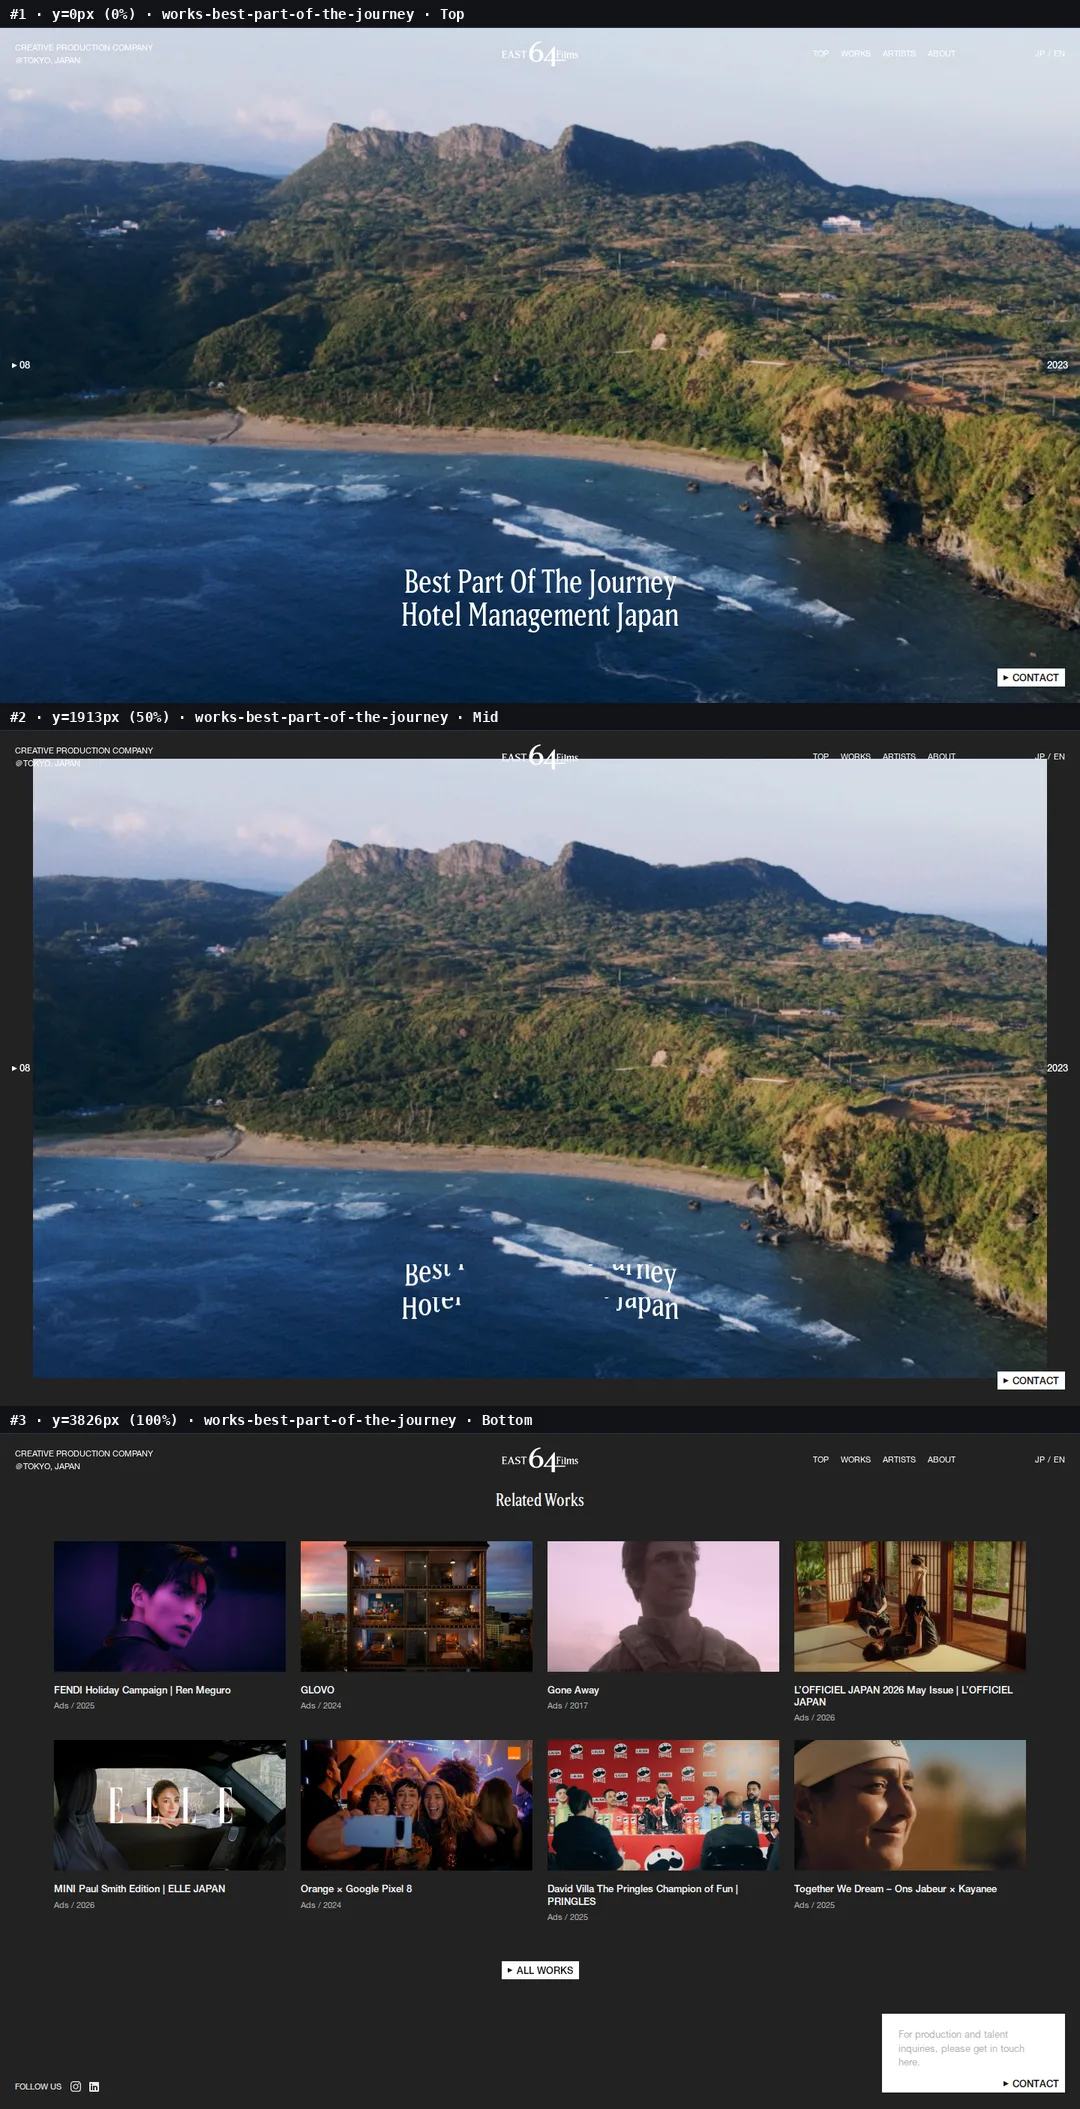 #1 · y=0px (0%) · works-best-part-of-the-journey · Top
CREATIVE PRODUCTION COMPANY
@TOKYO, JAPAN
EAST 64 Films
TOP WORKS ARTISTS ABOUT
JP / EN
▸ 08
2023
Best Part Of The Journey
Hotel Management Japan
▸ CONTACT
#2 · y=1913px (50%) · works-best-part-of-the-journey · Mid
CREATIVE PRODUCTION COMPANY
@TOKYO, JAPAN
EAST 64 Films
TOP WORKS ARTISTS ABOUT
JP / EN
▸ 08
2023
Best
Hotel Japan
▸ CONTACT
#3 · y=3826px (100%) · works-best-part-of-the-journey · Bottom
CREATIVE PRODUCTION COMPANY
@TOKYO, JAPAN
EAST 64 Films
TOP WORKS ARTISTS ABOUT
JP / EN
Related Works
FENDI Holiday Campaign | Ren Meguro
Ads / 2025
GLOVO
Ads / 2024
Gone Away
Ads / 2017
L'OFFICIEL JAPAN 2026 May Issue | L'OFFICIEL
JAPAN
Ads / 2026
ELLE
MINI Paul Smith Edition | ELLE JAPAN
Ads / 2026
Orange × Google Pixel 8
Ads / 2024
David Villa The Pringles Champion of Fun |
PRINGLES
Ads / 2025
Together We Dream – Ons Jabeur × Kayanee
Ads / 2025
▸ ALL WORKS
For production and talent
inquiries, please get in touch
here.
▸ CONTACT
FOLLOW US